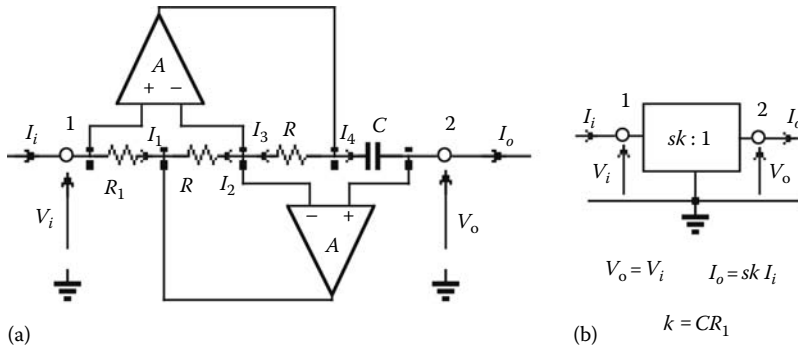 A
+ −
I_i 1 I_1 I_3 R I_4 C 2 I_o
R_1 R I_2
− +
V_i A V_o
(a)
1 2
I_i sk : 1 I_o
V_i V_o
V_o = V_i I_o = sk I_i
k = CR_1
(b)